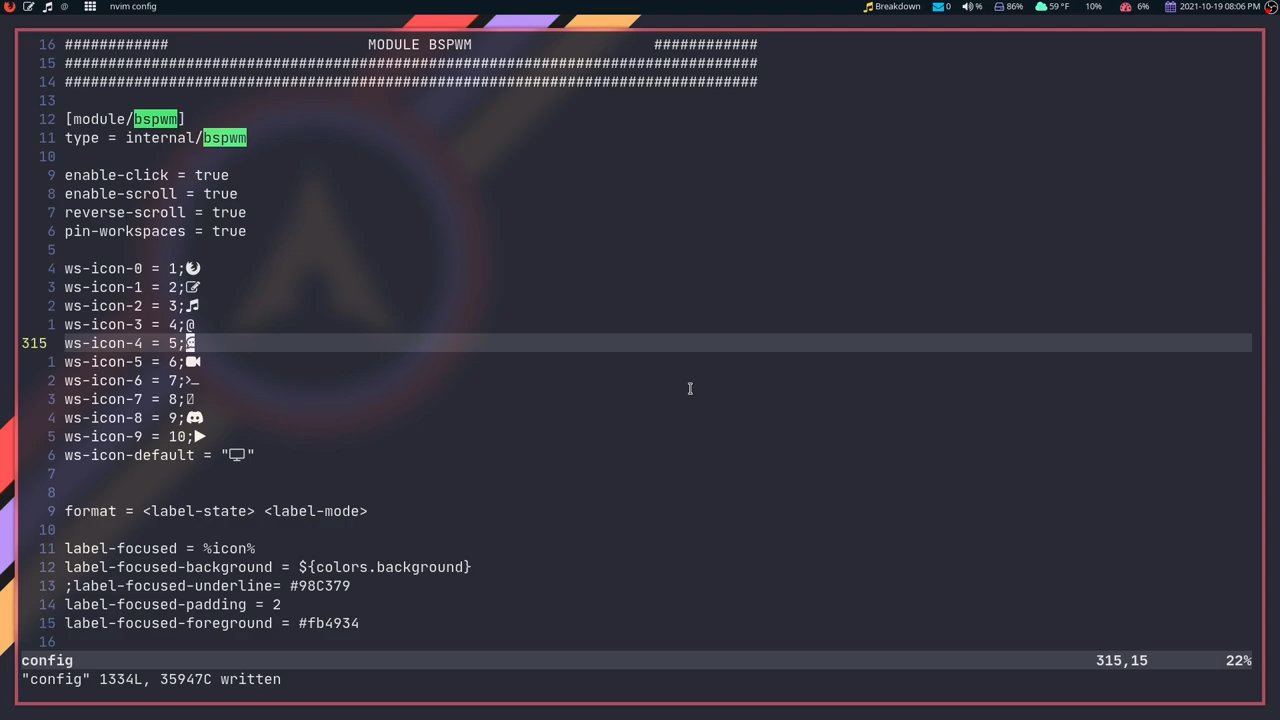 nvim config Breakdown 0 % 86% 59 °F 10% 6% 2021-10-19 08:06 PM
16 ############ MODULE BSPWM ############
15 ################################################################################
14 ################################################################################
13
12 [module/bspwm]
11 type = internal/bspwm
10
9 enable-click = true
8 enable-scroll = true
7 reverse-scroll = true
6 pin-workspaces = true
5
4 ws-icon-0 = 1;
3 ws-icon-1 = 2;
2 ws-icon-2 = 3;
1 ws-icon-3 = 4;@
315 ws-icon-4 = 5;
1 ws-icon-5 = 6;
2 ws-icon-6 = 7;>_
3 ws-icon-7 = 8;
4 ws-icon-8 = 9;
5 ws-icon-9 = 10;
6 ws-icon-default = ""
7
8
9 format = <label-state> <label-mode>
10
11 label-focused = %icon%
12 label-focused-background = ${colors.background}
13 ;label-focused-underline= #98C379
14 label-focused-padding = 2
15 label-focused-foreground = #fb4934
16
config 315,15 22%
"config" 1334L, 35947C written